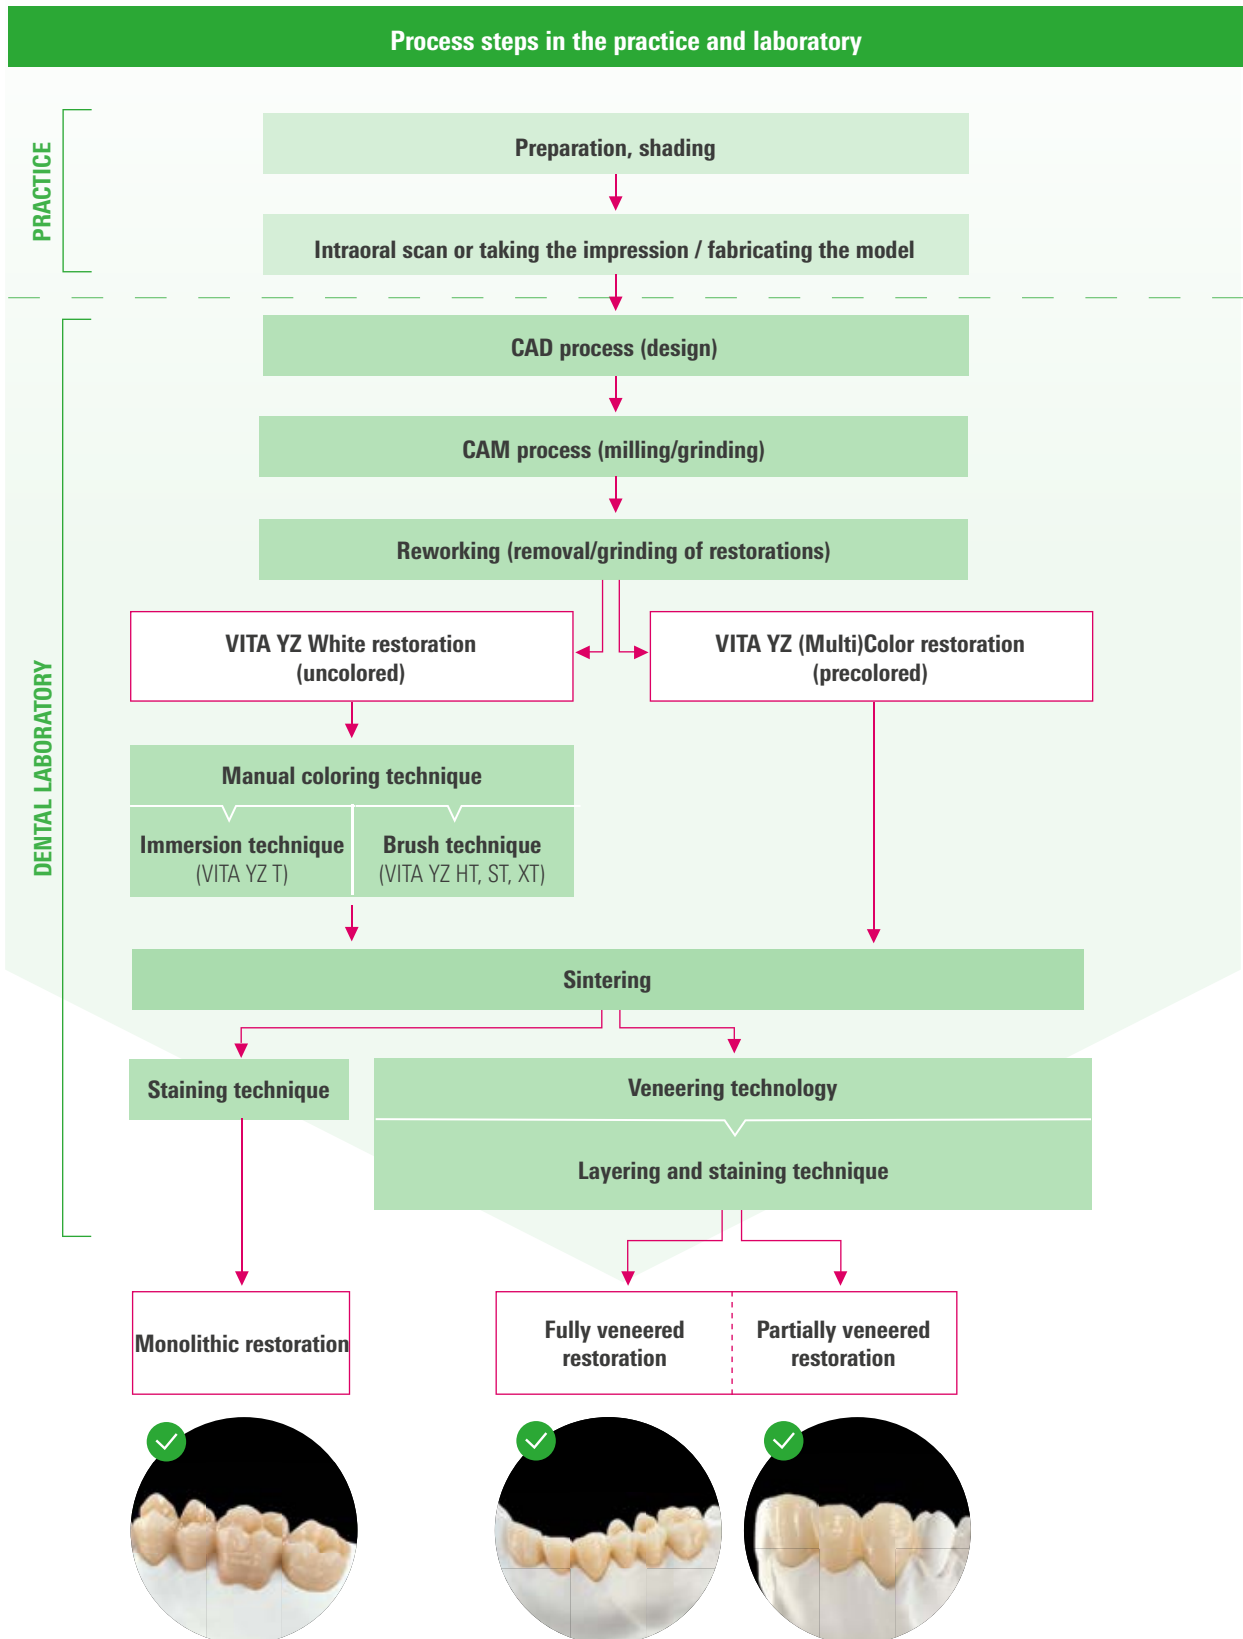 Process steps in the practice and laboratory
PRACTICE
Preparation, shading
Intraoral scan or taking the impression / fabricating the model
DENTAL LABORATORY
CAD process (design)
CAM process (milling/grinding)
Reworking (removal/grinding of restorations)
VITA YZ White restoration
(uncolored)
VITA YZ (Multi)Color restoration
(precolored)
Manual coloring technique
Immersion technique
(VITA YZ T)
Brush technique
(VITA YZ HT, ST, XT)
Sintering
Staining technique
Veneering technology
Layering and staining technique
Monolithic restoration
Fully veneered
restoration
Partially veneered
restoration